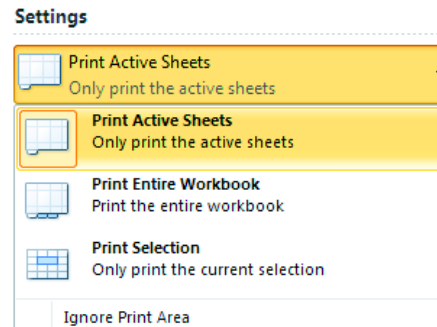 Settings
Print Active Sheets
Only print the active sheets
Print Active Sheets
Only print the active sheets
Print Entire Workbook
Print the entire workbook
Print Selection
Only print the current selection
Ignore Print Area